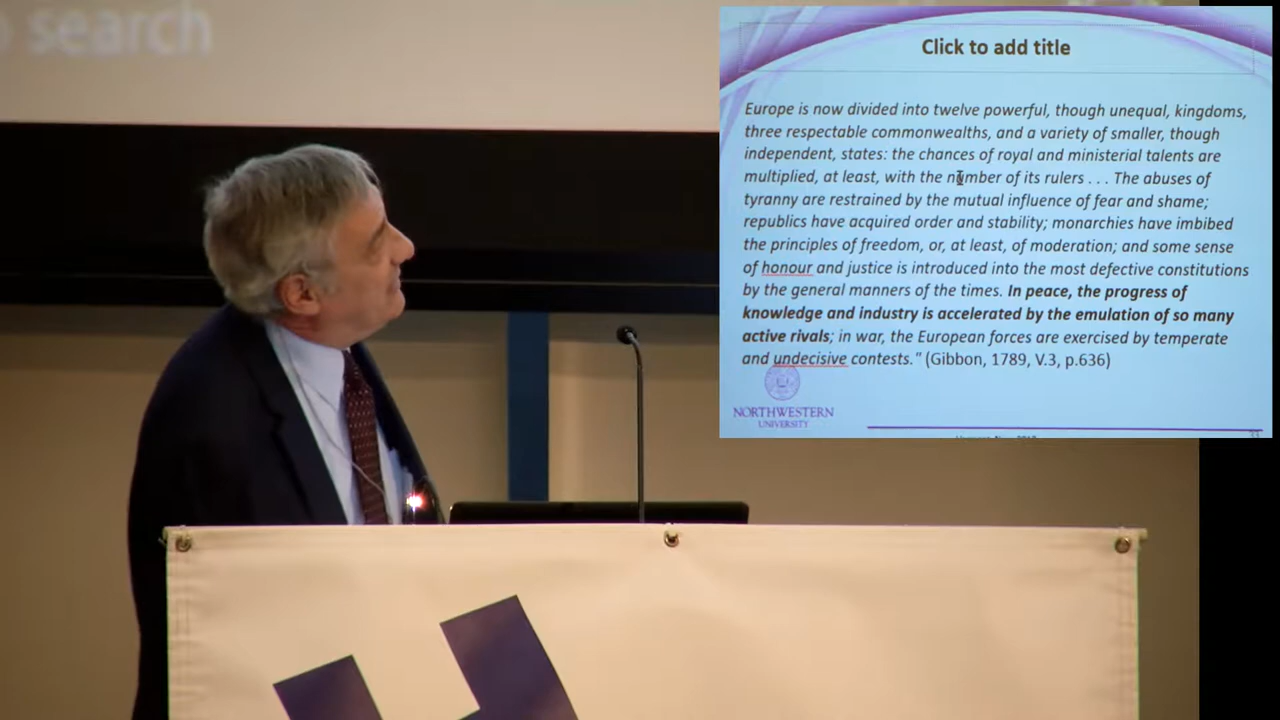 search
Click to add title
Europe is now divided into twelve powerful, though unequal, kingdoms,
three respectable commonwealths, and a variety of smaller, though
independent, states: the chances of royal and ministerial talents are
multiplied, at least, with the number of its rulers . . . The abuses of
tyranny are restrained by the mutual influence of fear and shame;
republics have acquired order and stability; monarchies have imbibed
the principles of freedom, or, at least, of moderation; and some sense
of honour and justice is introduced into the most defective constitutions
by the general manners of the times. In peace, the progress of
knowledge and industry is accelerated by the emulation of so many
active rivals; in war, the European forces are exercised by temperate
and undecisive contests." (Gibbon, 1789, V.3, p.636)
NORTHWESTERN
UNIVERSITY